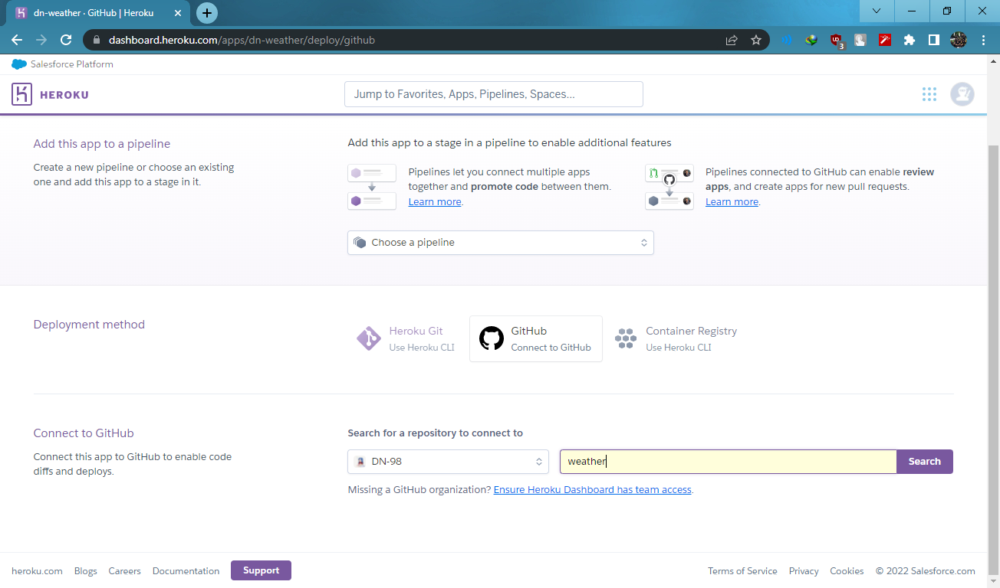 dn-weather · GitHub | Heroku
dashboard.heroku.com/apps/dn-weather/deploy/github
3
Salesforce Platform
HEROKU
Jump to Favorites, Apps, Pipelines, Spaces...
Add this app to a pipeline
Create a new pipeline or choose an existing
one and add this app to a stage in it.
Add this app to a stage in a pipeline to enable additional features
Pipelines let you connect multiple apps
together and promote code between them.
Learn more.
Pipelines connected to GitHub can enable review
apps, and create apps for new pull requests.
Learn more.
Choose a pipeline
Deployment method
Heroku Git
Use Heroku CLI
GitHub
Connect to GitHub
Container Registry
Use Heroku CLI
Connect to GitHub
Connect this app to GitHub to enable code
diffs and deploys.
Search for a repository to connect to
DN-98
weather
Search
Missing a GitHub organization? Ensure Heroku Dashboard has team access.
heroku.com Blogs Careers Documentation Support Terms of Service Privacy Cookies © 2022 Salesforce.com